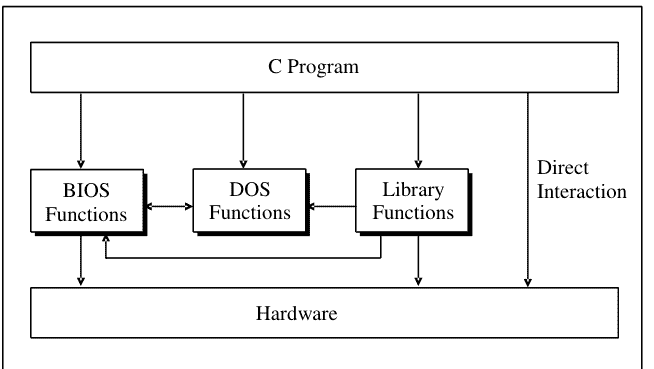 C Program
Direct
Interaction
BIOS
Functions
DOS
Functions
Library
Functions
Hardware